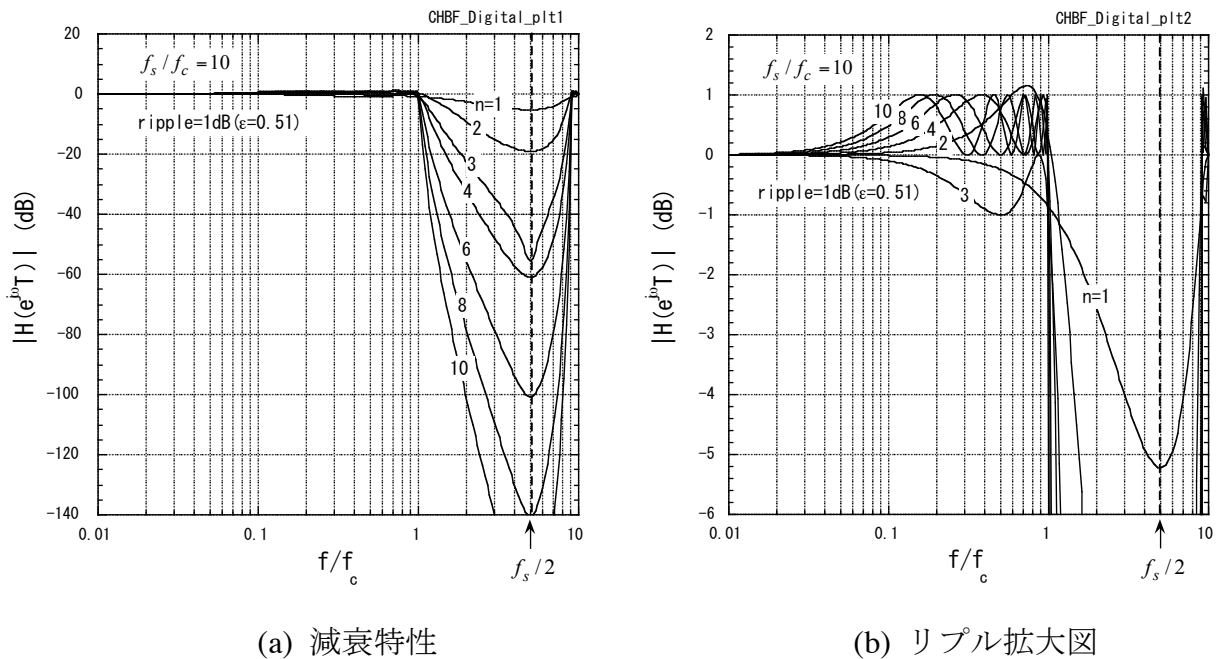 CHBF_Digital_plt1
20
0
-20
-40
-60
-80
-100
-120
-140
|H(e^jωT)| (dB)
f_s/f_c=10
ripple=1dB(ε=0.51)
n=1
2
3
4
6
8
10
0.01
0.1
1
10
f/f_c
f_s/2
(a) 減衰特性
CHBF_Digital_plt2
2
1
0
-1
-2
-3
-4
-5
-6
|H(e^jωT)| (dB)
f_s/f_c=10
10
8
6
4
2
ripple=1dB(ε=0.51)
3
n=1
0.01
0.1
1
10
f/f_c
f_s/2
(b) リプル拡大図